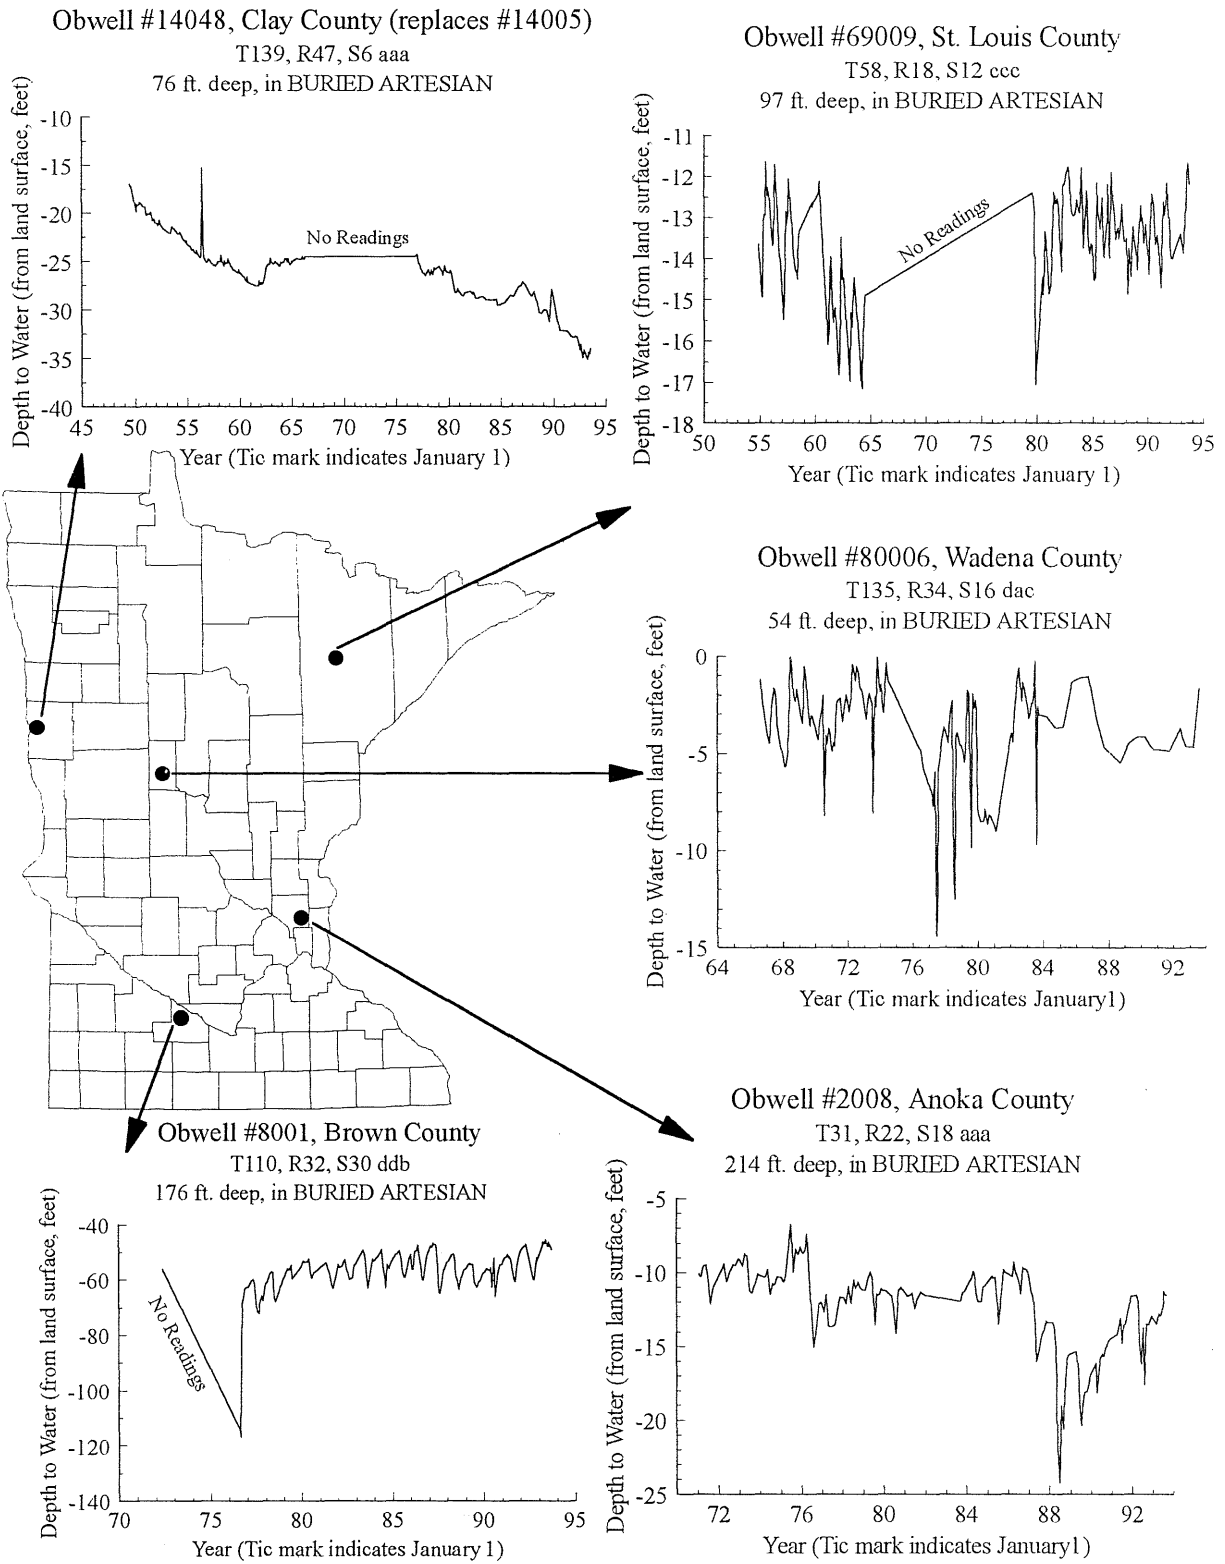 Obwell #14048, Clay County (replaces #14005)
T139, R47, S6 aaa
76 ft. deep, in BURIED ARTESIAN
Depth to Water (from land surface, feet)
-10
-15
-20
-25
-30
-35
-40
No Readings
45 50 55 60 65 70 75 80 85 90 95
Year (Tic mark indicates January 1)
Obwell #69009, St. Louis County
T58, R18, S12 ccc
97 ft. deep, in BURIED ARTESIAN
Depth to Water (from land surface, feet)
-11
-12
-13
-14
-15
-16
-17
-18
No Readings
50 55 60 65 70 75 80 85 90 95
Year (Tic mark indicates January 1)
Obwell #80006, Wadena County
T135, R34, S16 dac
54 ft. deep, in BURIED ARTESIAN
Depth to Water (from land surface, feet)
0
-5
-10
-15
64 68 72 76 80 84 88 92
Year (Tic mark indicates January1)
Obwell #8001, Brown County
T110, R32, S30 ddb
176 ft. deep, in BURIED ARTESIAN
Depth to Water (from land surface, feet)
-40
-60
-80
-100
-120
-140
No Readings
70 75 80 85 90 95
Year (Tic mark indicates January 1)
Obwell #2008, Anoka County
T31, R22, S18 aaa
214 ft. deep, in BURIED ARTESIAN
Depth to Water (from land surface, feet)
-5
-10
-15
-20
-25
72 76 80 84 88 92
Year (Tic mark indicates January1)